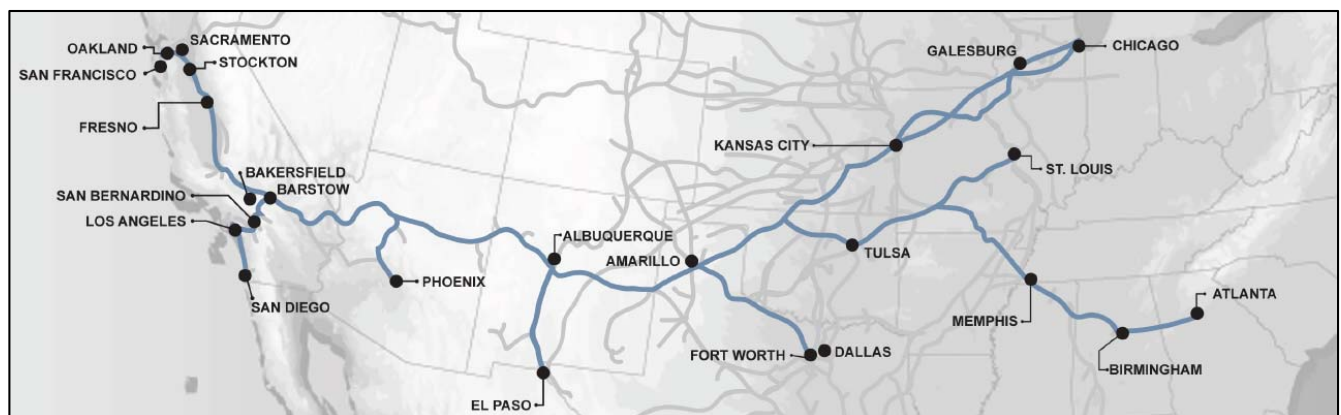 SACRAMENTO
OAKLAND
STOCKTON
SAN FRANCISCO
FRESNO
BAKERSFIELD
SAN BERNARDINO
BARSTOW
LOS ANGELES
SAN DIEGO
PHOENIX
ALBUQUERQUE
EL PASO
AMARILLO
FORT WORTH
DALLAS
GALESBURG
CHICAGO
KANSAS CITY
ST. LOUIS
TULSA
MEMPHIS
ATLANTA
BIRMINGHAM